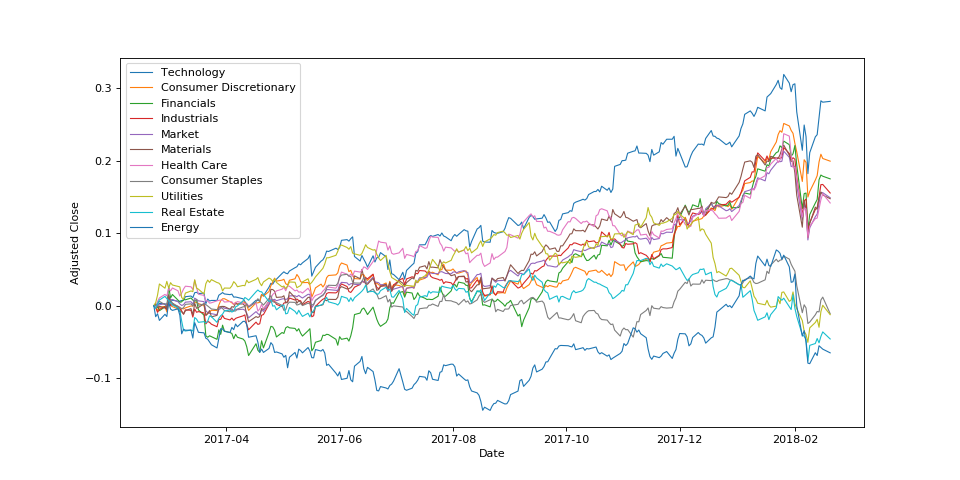 Technology
Consumer Discretionary
Financials
Industrials
Market
Materials
Health Care
Consumer Staples
Utilities
Real Estate
Energy
Adjusted Close
0.3
0.2
0.1
0.0
−0.1
2017-04 2017-06 2017-08 2017-10 2017-12 2018-02
Date